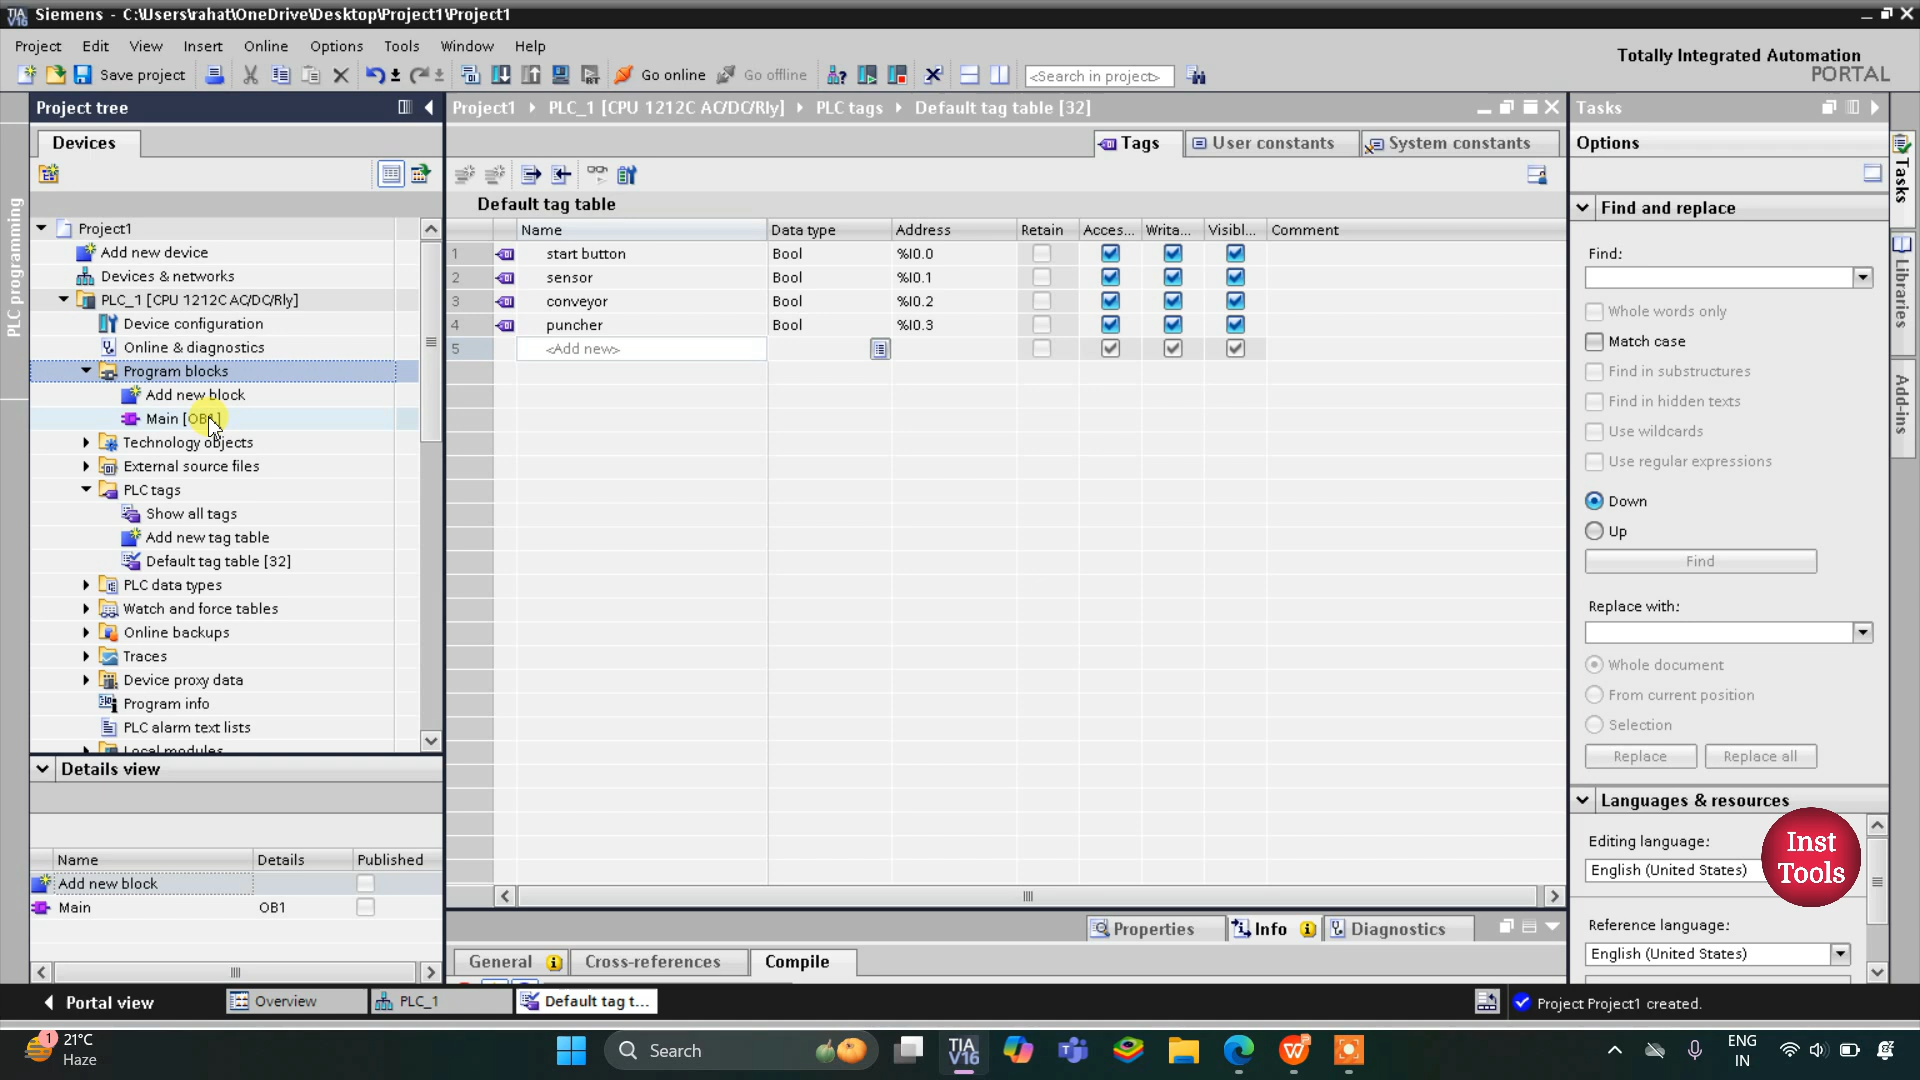 Siemens - C:\Users\rahat\OneDrive\Desktop\Project1\Project1
Project Edit View Insert Online Options Tools Window Help
Totally Integrated Automation
PORTAL
Save project
Go online
Go offline
<Search in project>
Project tree
Project1 PLC_1 [CPU 1212C AC/DC/Rly] PLC tags Default tag table [32]
Tasks
Devices
Tags
User constants
System constants
Options
PLC programming
Default tag table
Find and replace
Name Data type Address Retain Acces... Writa... Visibl... Comment
1 start button Bool %I0.0
2 sensor Bool %I0.1
3 conveyor Bool %I0.2
4 puncher Bool %I0.3
5 <Add new>
Project1
Add new device
Devices & networks
PLC_1 [CPU 1212C AC/DC/Rly]
Device configuration
Online & diagnostics
Program blocks
Add new block
Main [OB1]
Technology objects
External source files
PLC tags
Show all tags
Add new tag table
Default tag table [32]
PLC data types
Watch and force tables
Online backups
Traces
Device proxy data
Program info
PLC alarm text lists
Local modules
Find:
Whole words only
Match case
Find in substructures
Find in hidden texts
Use wildcards
Use regular expressions
Down
Up
Find
Replace with:
Whole document
From current position
Selection
Replace Replace all
Languages & resources
Editing language:
English (United States)
Reference language:
English (United States)
Tasks
Libraries
Add-ins
Inst
Tools
Details view
Name Details Published
Add new block
Main OB1
Properties Info Diagnostics
General Cross-references Compile
Portal view
Overview
PLC_1
Default tag t...
Project Project1 created.
1
21°C
Haze
Search
TIA
V16
ENG
IN